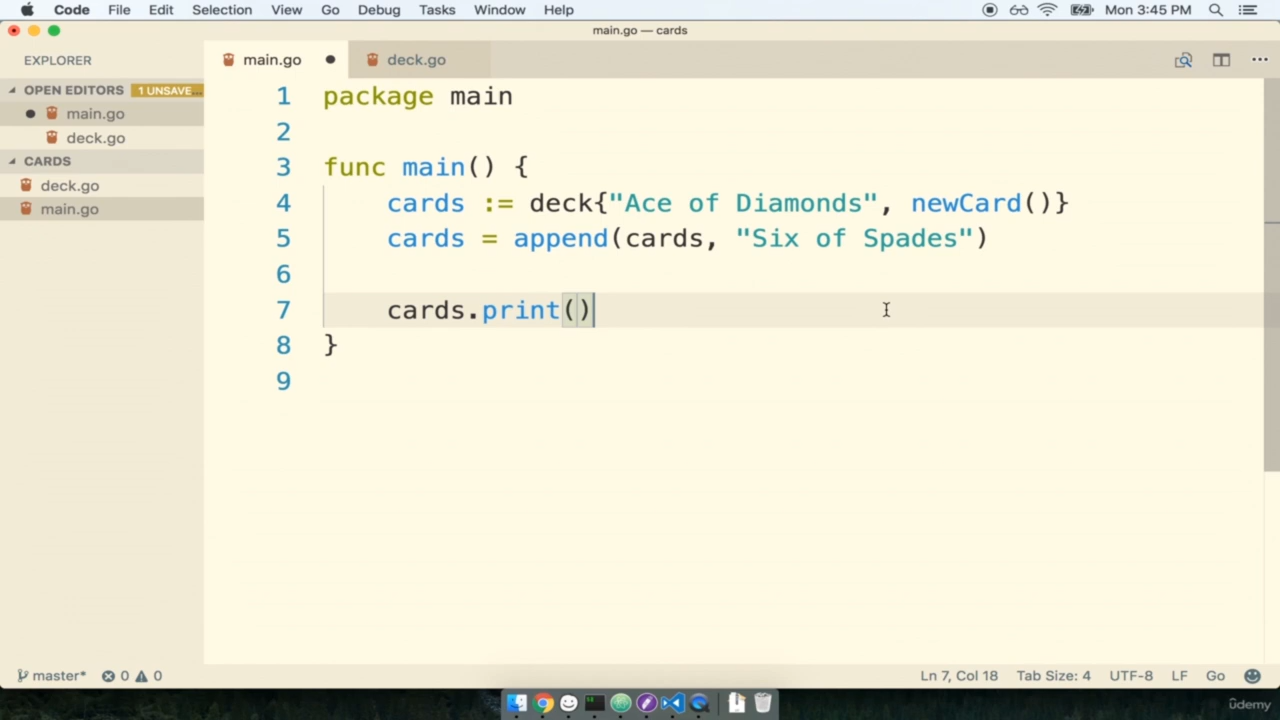 Code File Edit Selection View Go Debug Tasks Window Help Mon 3:45 PM
main.go — cards
EXPLORER
main.go deck.go
OPEN EDITORS 1 UNSAVE...
main.go
deck.go
CARDS
deck.go
main.go
1 package main
2
3 func main() {
4 cards := deck{"Ace of Diamonds", newCard()}
5 cards = append(cards, "Six of Spades")
6
7 cards.print()
8 }
9
master* 0 0 Ln 7, Col 18 Tab Size: 4 UTF-8 LF Go
ûdemy